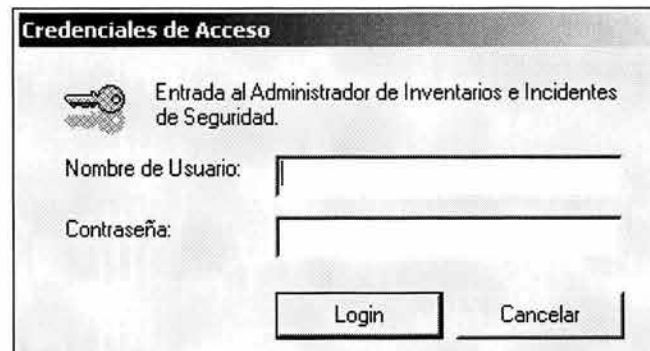 Credenciales de Acceso
Entrada al Administrador de Inventarios e Incidentes
de Seguridad.
Nombre de Usuario:
Contraseña:
Login Cancelar